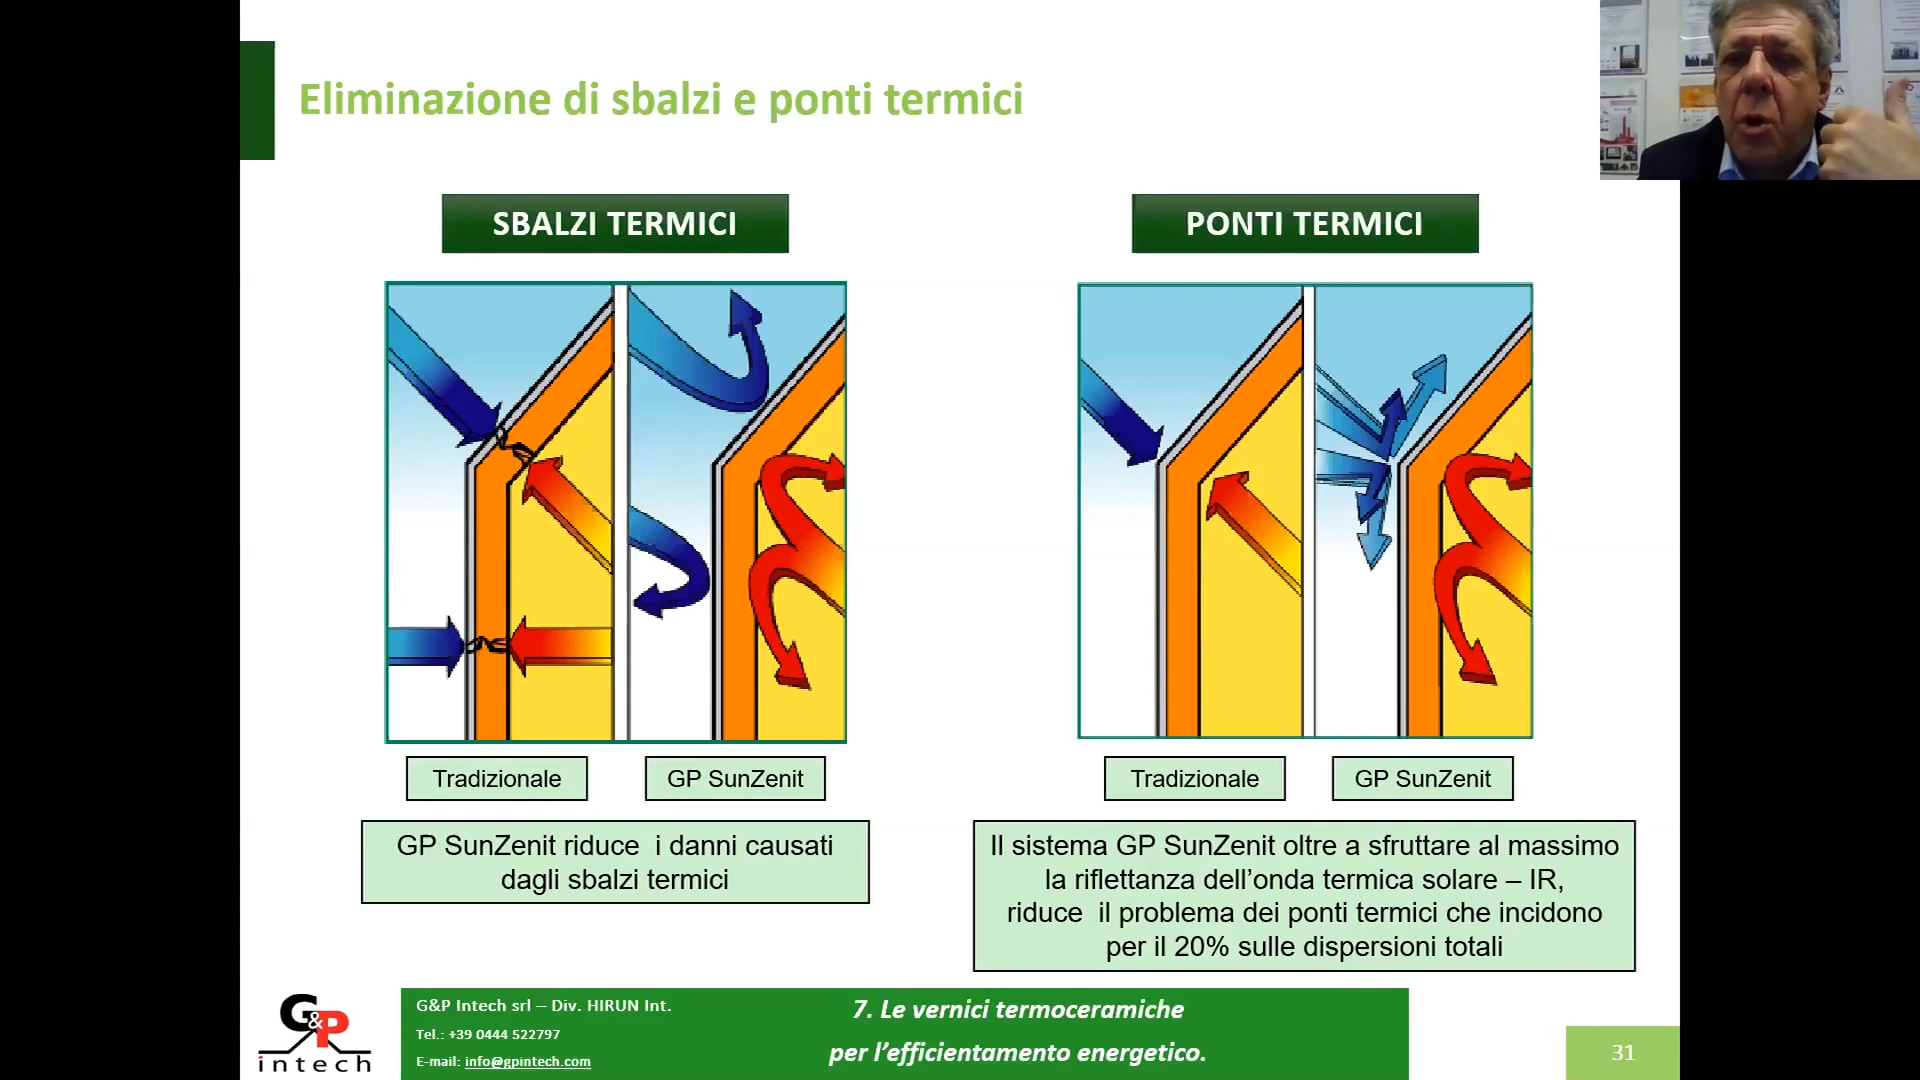 Eliminazione di sbalzi e ponti termici
SBALZI TERMICI
PONTI TERMICI
Tradizionale
GP SunZenit
Tradizionale
GP SunZenit
GP SunZenit riduce i danni causati
dagli sbalzi termici
Il sistema GP SunZenit oltre a sfruttare al massimo
la riflettanza dell’onda termica solare – IR,
riduce il problema dei ponti termici che incidono
per il 20% sulle dispersioni totali
G&P
intech
G&P Intech srl – Div. HIRUN Int.
Tel.: +39 0444 522797
E-mail: info@gpintech.com
7. Le vernici termoceramiche
per l’efficientamento energetico.
31